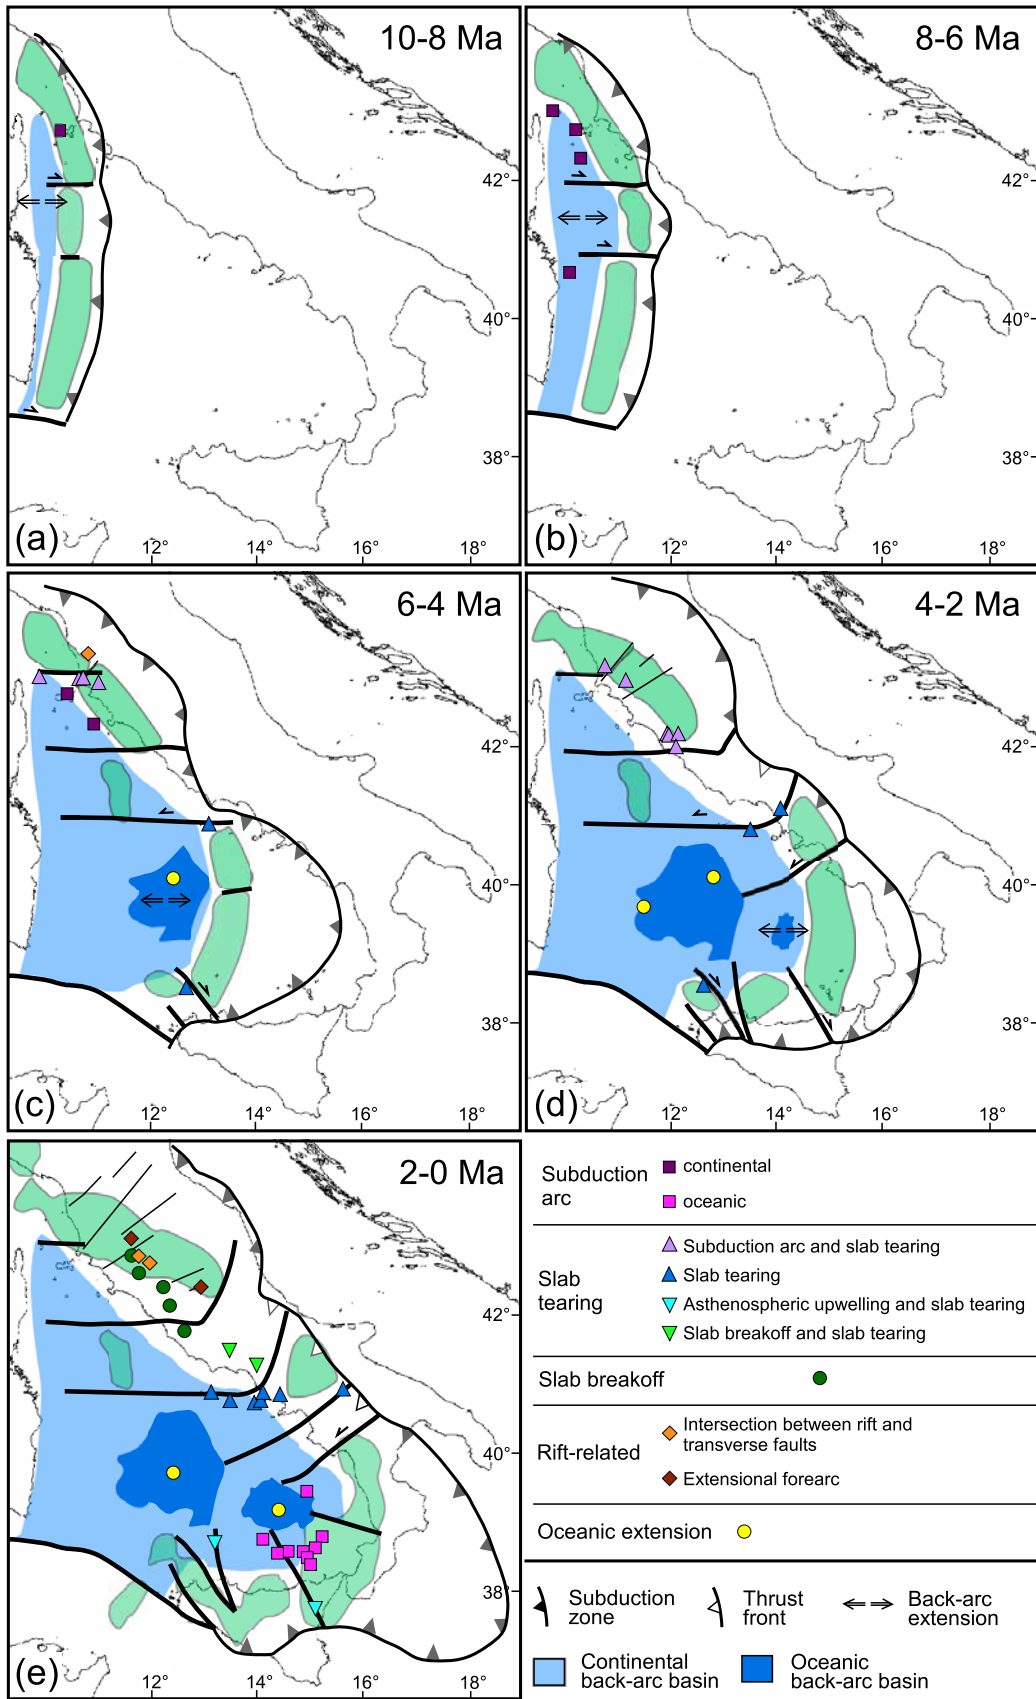 10-8 Ma
42°
40°
38°
(a)
12°
14°
16°
18°
8-6 Ma
42°
40°
38°
(b)
12°
14°
16°
18°
6-4 Ma
42°
40°
38°
(c)
12°
14°
16°
18°
4-2 Ma
42°
40°
38°
(d)
12°
14°
16°
18°
2-0 Ma
42°
40°
38°
(e)
12°
14°
16°
18°
Subduction
arc
continental
oceanic
Slab
tearing
Subduction arc and slab tearing
Slab tearing
Asthenospheric upwelling and slab tearing
Slab breakoff and slab tearing
Slab breakoff
Rift-related
Intersection between rift and
transverse faults
Extensional forearc
Oceanic extension
Subduction
zone
Thrust
front
Back-arc
extension
Continental
back-arc basin
Oceanic
back-arc basin